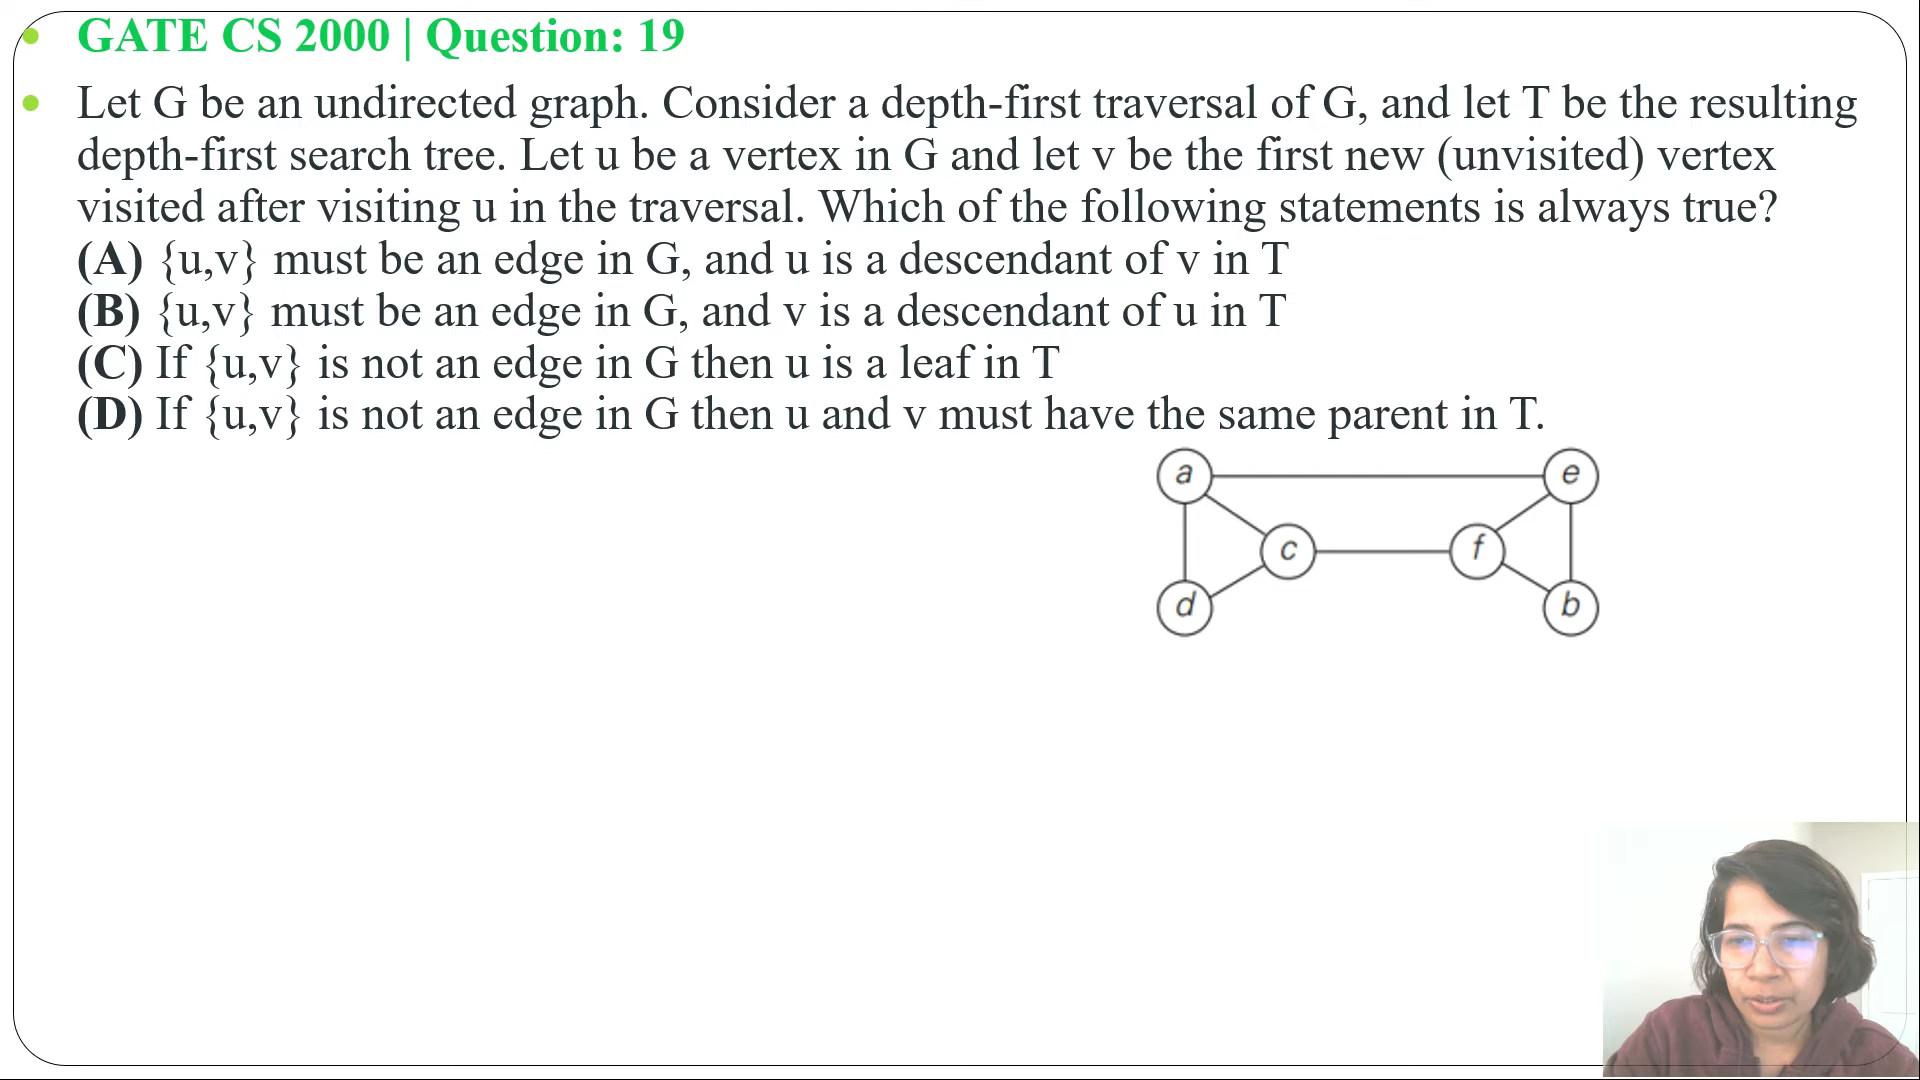 GATE CS 2000 | Question: 19
Let G be an undirected graph. Consider a depth-first traversal of G, and let T be the resulting
depth-first search tree. Let u be a vertex in G and let v be the first new (unvisited) vertex
visited after visiting u in the traversal. Which of the following statements is always true?
(A) {u,v} must be an edge in G, and u is a descendant of v in T
(B) {u,v} must be an edge in G, and v is a descendant of u in T
(C) If {u,v} is not an edge in G then u is a leaf in T
(D) If {u,v} is not an edge in G then u and v must have the same parent in T.
a e
c f
d b